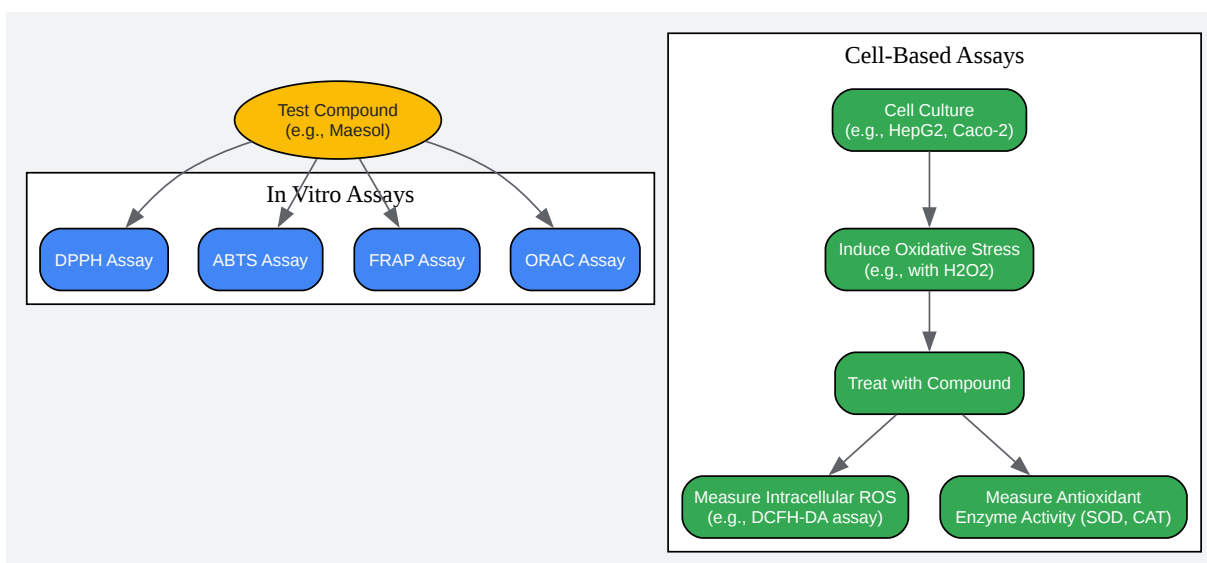 Test Compound
(e.g., Maesol)
In Vitro Assays
DPPH Assay
ABTS Assay
FRAP Assay
ORAC Assay
Cell-Based Assays
Cell Culture
(e.g., HepG2, Caco-2)
Induce Oxidative Stress
(e.g., with H2O2)
Treat with Compound
Measure Intracellular ROS
(e.g., DCFH-DA assay)
Measure Antioxidant
Enzyme Activity (SOD, CAT)